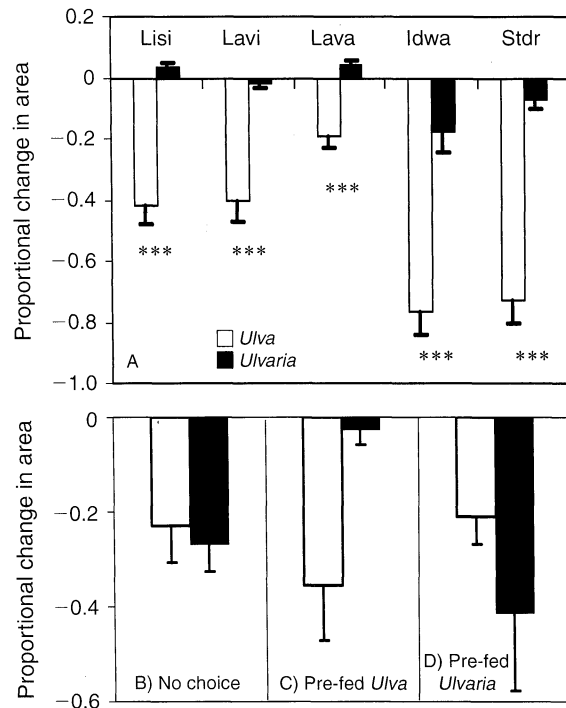 0.2
Lisi Lavi Lava Idwa Stdr
0
−0.2
−0.4
−0.6
−0.8
−1.0
Proportional change in area
*** *** *** *** ***
Ulva
Ulvaria
A
0
−0.2
−0.4
−0.6
Proportional change in area
B) No choice
C) Pre-fed Ulva
D) Pre-fed
Ulvaria